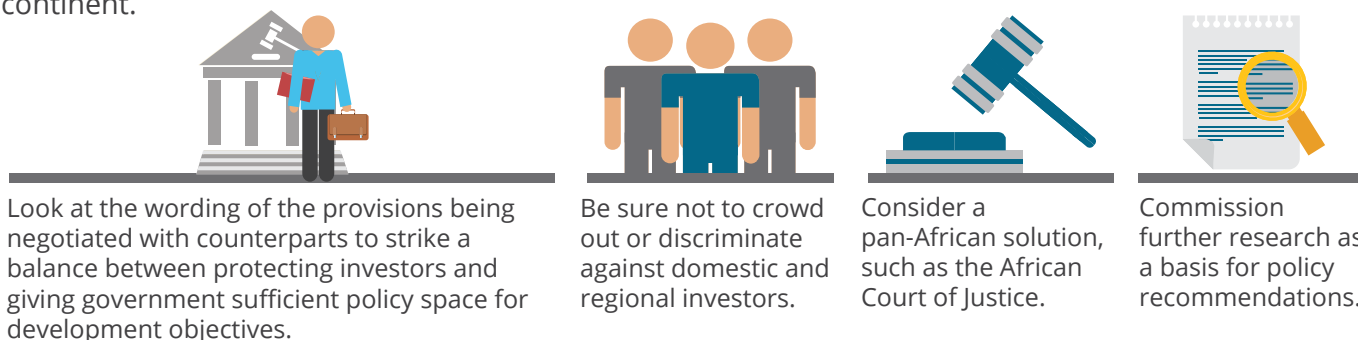 continent.
Look at the wording of the provisions being
negotiated with counterparts to strike a
balance between protecting investors and
giving government sufficient policy space for
development objectives.
Be sure not to crowd
out or discriminate
against domestic and
regional investors.
Consider a
pan-African solution,
such as the African
Court of Justice.
Commission
further research as
a basis for policy
recommendations.